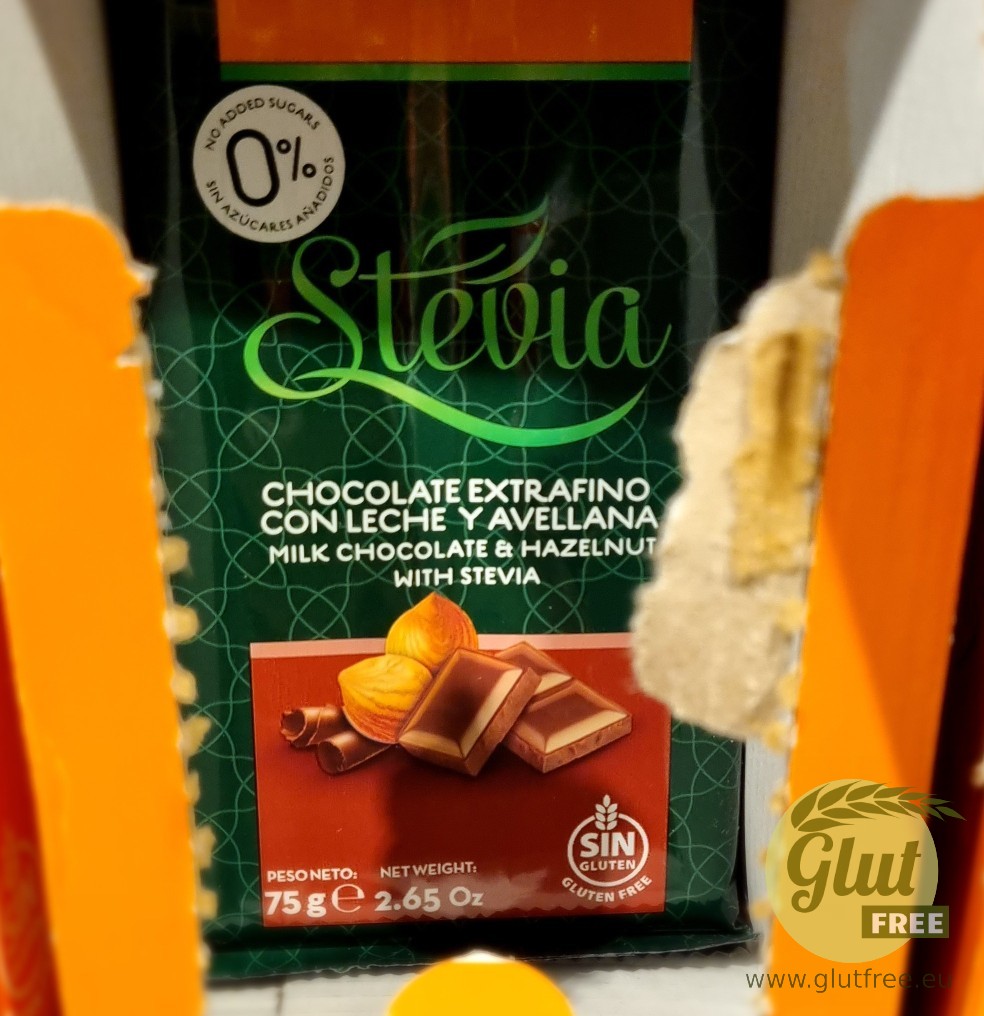 NO ADDED SUGARS
0%
SIN AZÚCARES AÑADIDOS
Stevia
CHOCOLATE EXTRAFINO
CON LECHE Y AVELLANA
MILK CHOCOLATE & HAZELNUT
WITH STEVIA
SIN
GLUTEN
GLUTEN FREE
PESO NETO: NET WEIGHT:
75 g e 2.65 Oz
Glut
FREE
www.glutfree.eu